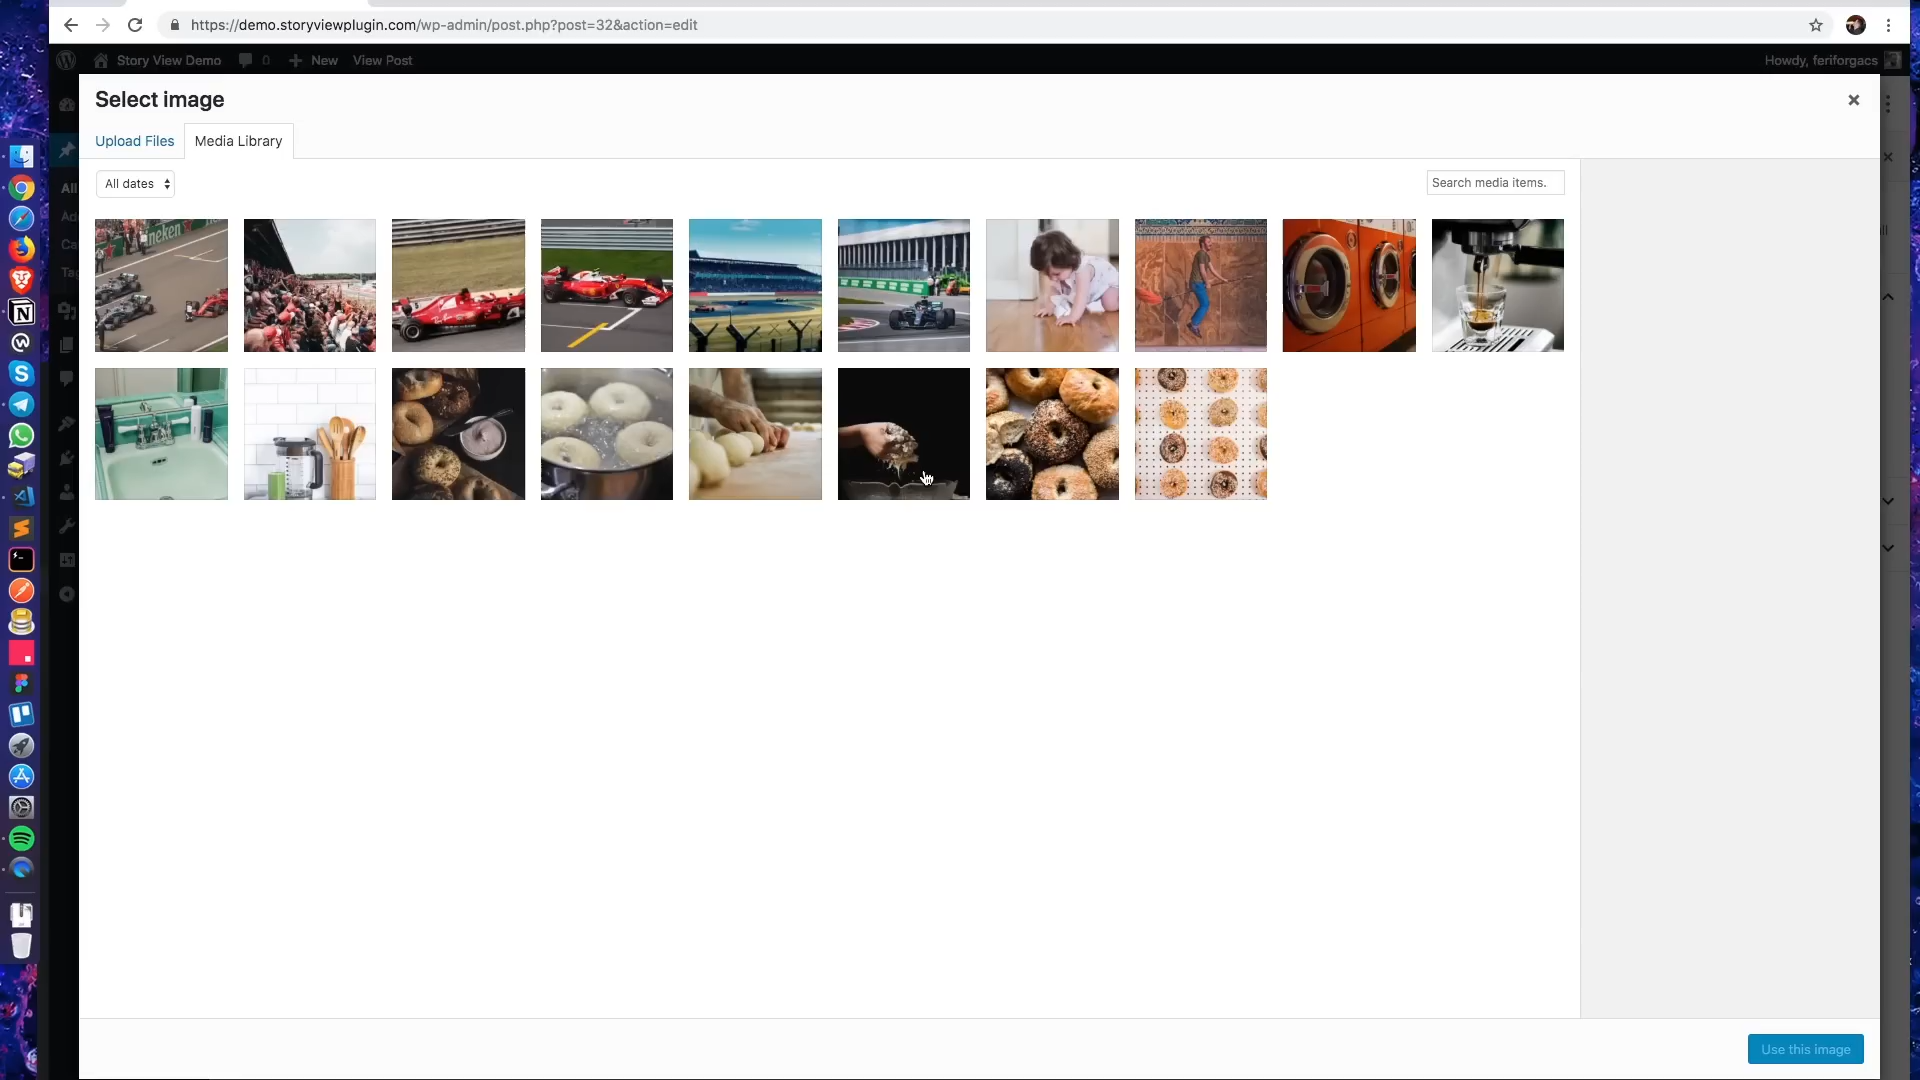 https://demo.storyviewplugin.com/wp-admin/post.php?post=32&action=edit
Story View Demo 0 New View Post Howdy, feriforgacs
Select image
Upload Files Media Library
All dates Search media items.
All
Use this image